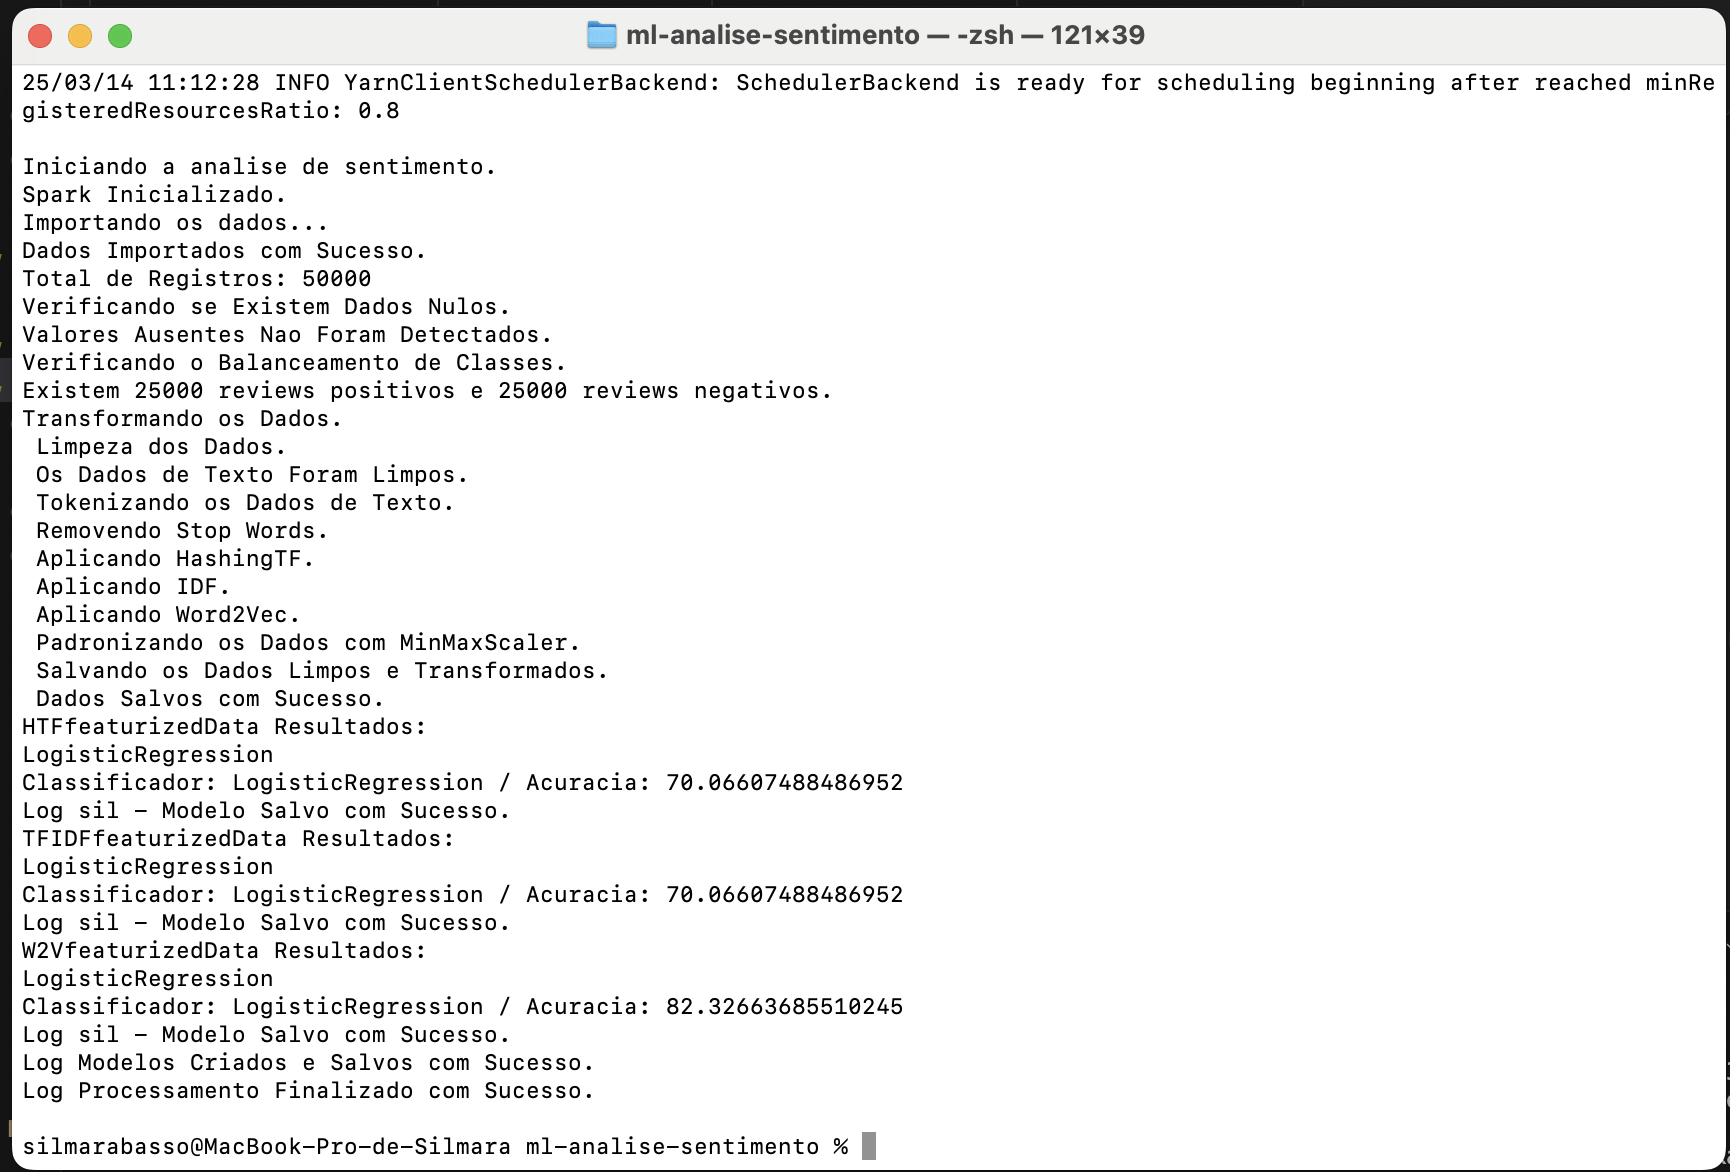 ml-analise-sentimento — -zsh — 121×39
25/03/14 11:12:28 INFO YarnClientSchedulerBackend: SchedulerBackend is ready for scheduling beginning after reached minRe
gisteredResourcesRatio: 0.8
Iniciando a analise de sentimento.
Spark Inicializado.
Importando os dados...
Dados Importados com Sucesso.
Total de Registros: 50000
Verificando se Existem Dados Nulos.
Valores Ausentes Nao Foram Detectados.
Verificando o Balanceamento de Classes.
Existem 25000 reviews positivos e 25000 reviews negativos.
Transformando os Dados.
Limpeza dos Dados.
Os Dados de Texto Foram Limpos.
Tokenizando os Dados de Texto.
Removendo Stop Words.
Aplicando HashingTF.
Aplicando IDF.
Aplicando Word2Vec.
Padronizando os Dados com MinMaxScaler.
Salvando os Dados Limpos e Transformados.
Dados Salvos com Sucesso.
HTFfeaturizedData Resultados:
LogisticRegression
Classificador: LogisticRegression / Acuracia: 70.06607488486952
Log sil - Modelo Salvo com Sucesso.
TFIDFfeaturizedData Resultados:
LogisticRegression
Classificador: LogisticRegression / Acuracia: 70.06607488486952
Log sil - Modelo Salvo com Sucesso.
W2VfeaturizedData Resultados:
LogisticRegression
Classificador: LogisticRegression / Acuracia: 82.32663685510245
Log sil - Modelo Salvo com Sucesso.
Log Modelos Criados e Salvos com Sucesso.
Log Processamento Finalizado com Sucesso.
silmarabasso@MacBook-Pro-de-Silmara ml-analise-sentimento %